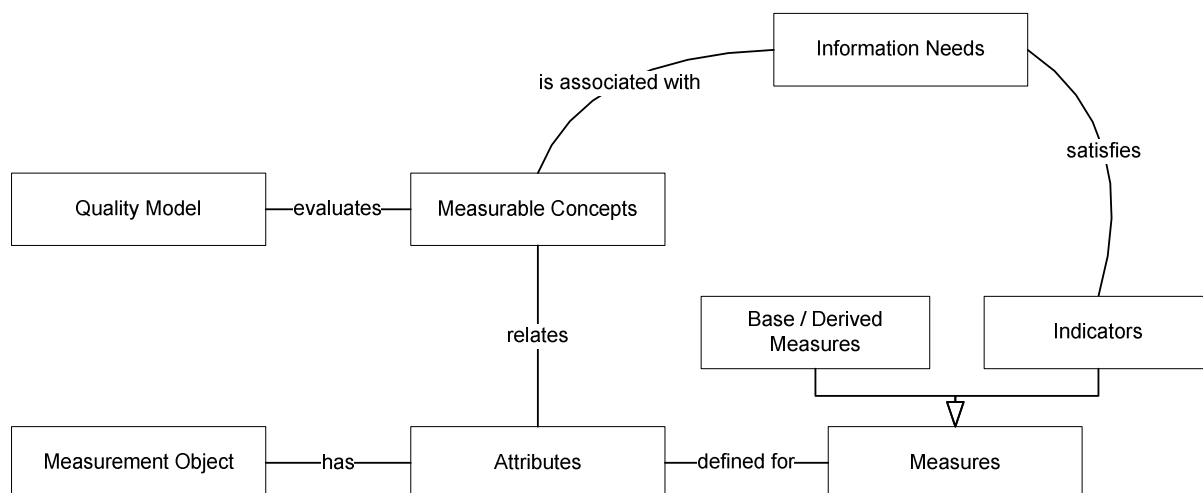 Information Needs
is associated with
satisfies
Quality Model
evaluates
Measurable Concepts
relates
Base / Derived
Measures
Indicators
Measurement Object
has
Attributes
defined for
Measures